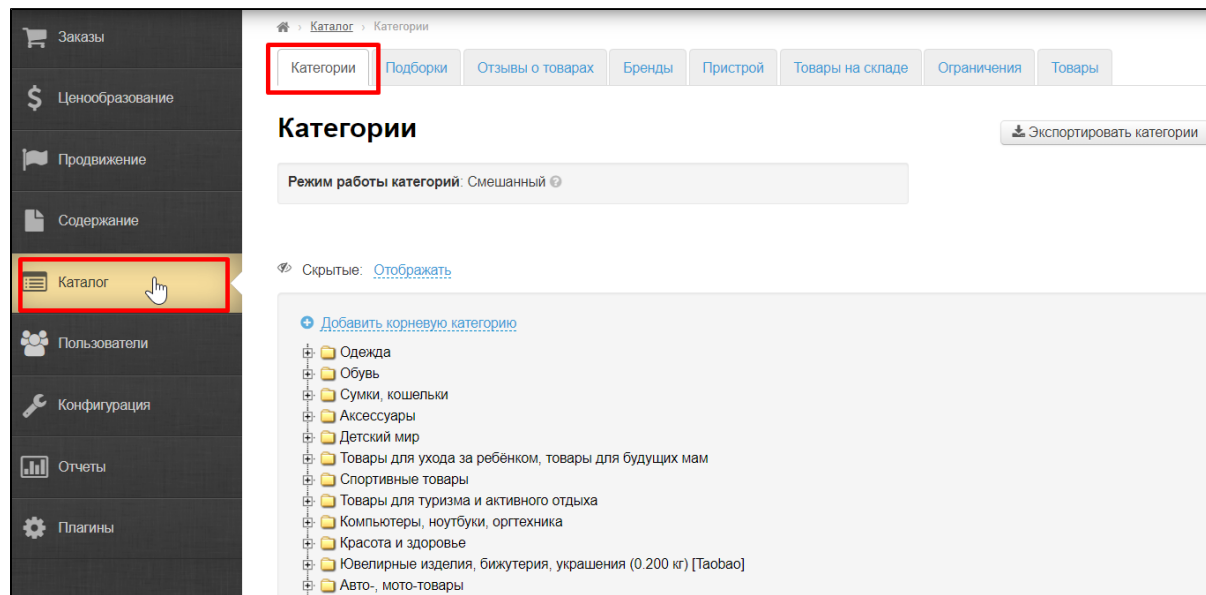 Заказы
Ценообразование
Продвижение
Содержание
Каталог
Пользователи
Конфигурация
Отчеты
Плагины
Каталог › Категории
Категории Подборки Отзывы о товарах Бренды Пристрой Товары на складе Ограничения Товары
Категории
Экспортировать категории
Режим работы категорий: Смешанный
Скрытые: Отображать
Добавить корневую категорию
Одежда
Обувь
Сумки, кошельки
Аксессуары
Детский мир
Товары для ухода за ребёнком, товары для будущих мам
Спортивные товары
Товары для туризма и активного отдыха
Компьютеры, ноутбуки, оргтехника
Красота и здоровье
Ювелирные изделия, бижутерия, украшения (0.200 кг) [Taobao]
Авто-, мото-товары